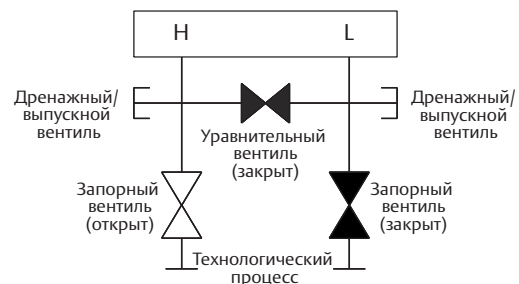 H
L
Дренажный/
выпускной
вентиль
Уравнительный
вентиль
(закрыт)
Дренажный/
выпускной
вентиль
Запорный
вентиль
(открыт)
Запорный
вентиль
(закрыт)
Технологический
процесс